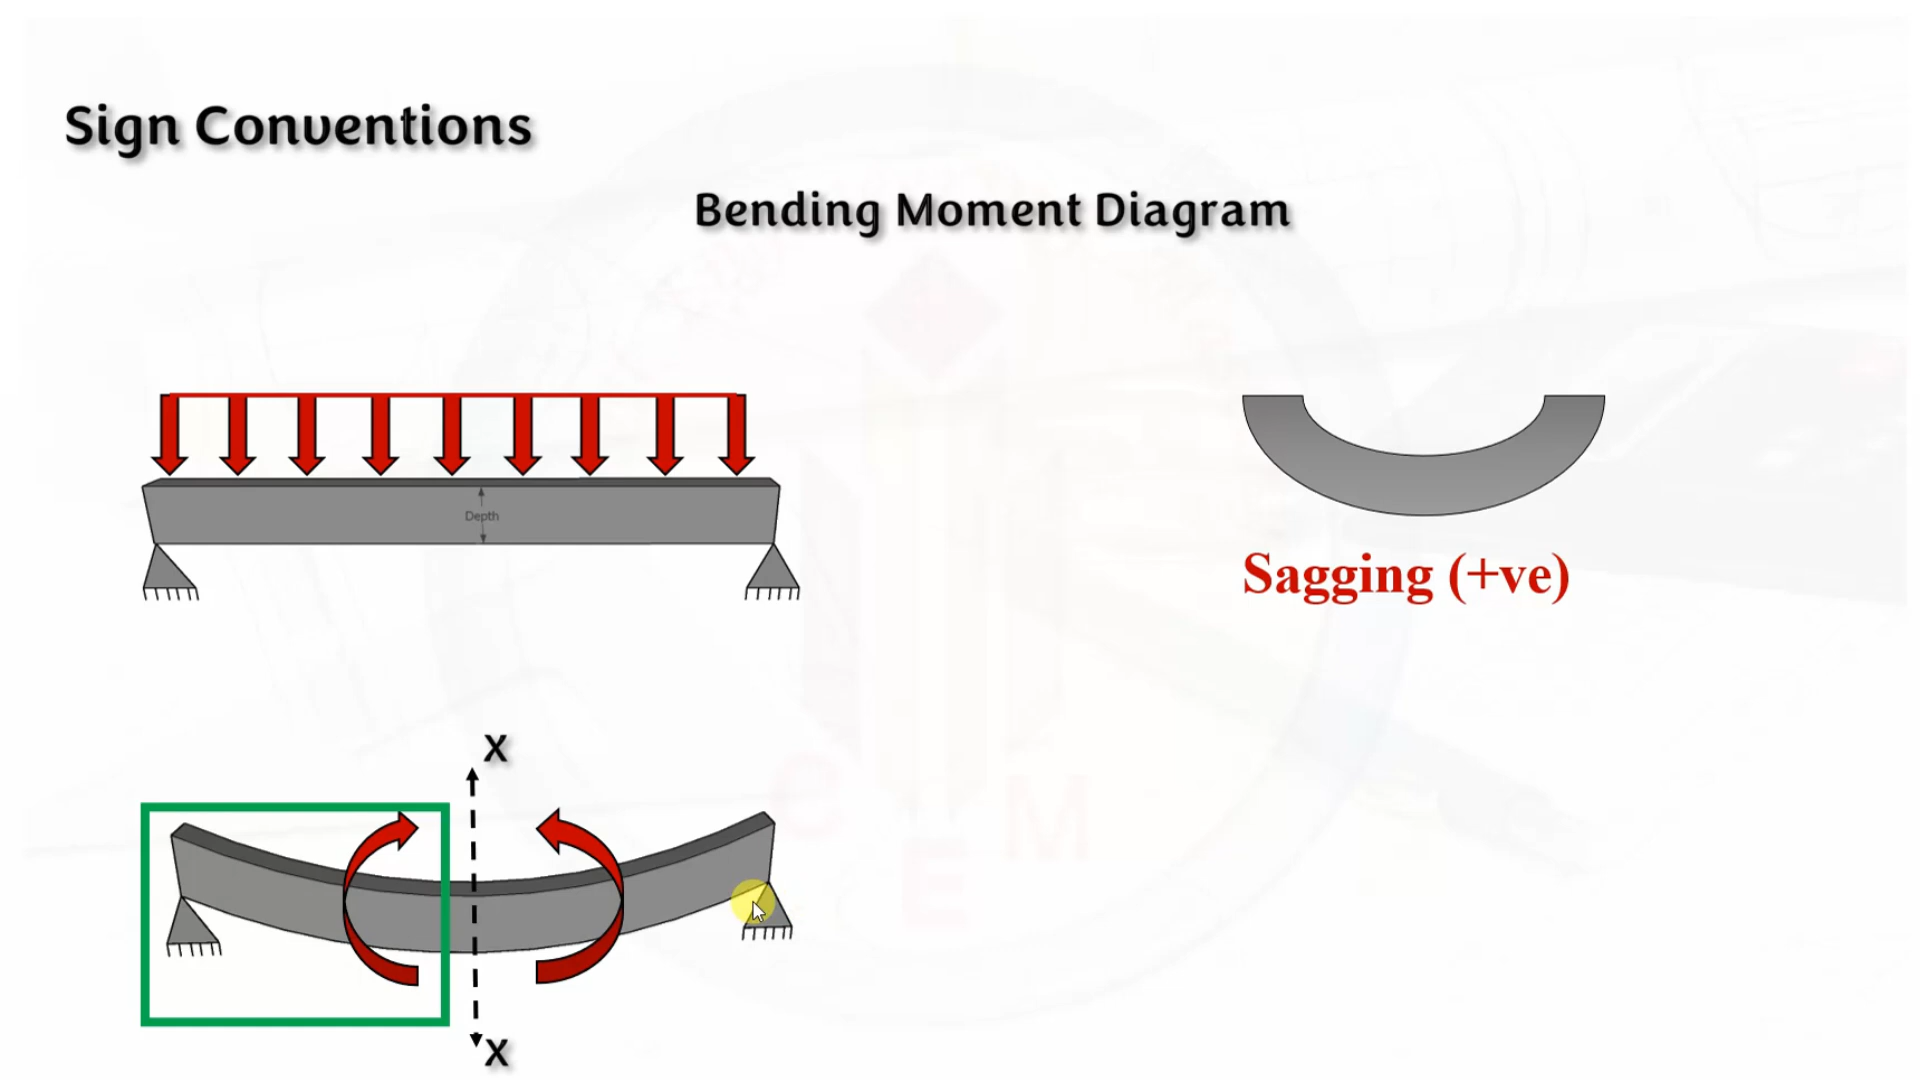 Sign Conventions
Bending Moment Diagram
Depth
Sagging (+ve)
X
X
C
E
M